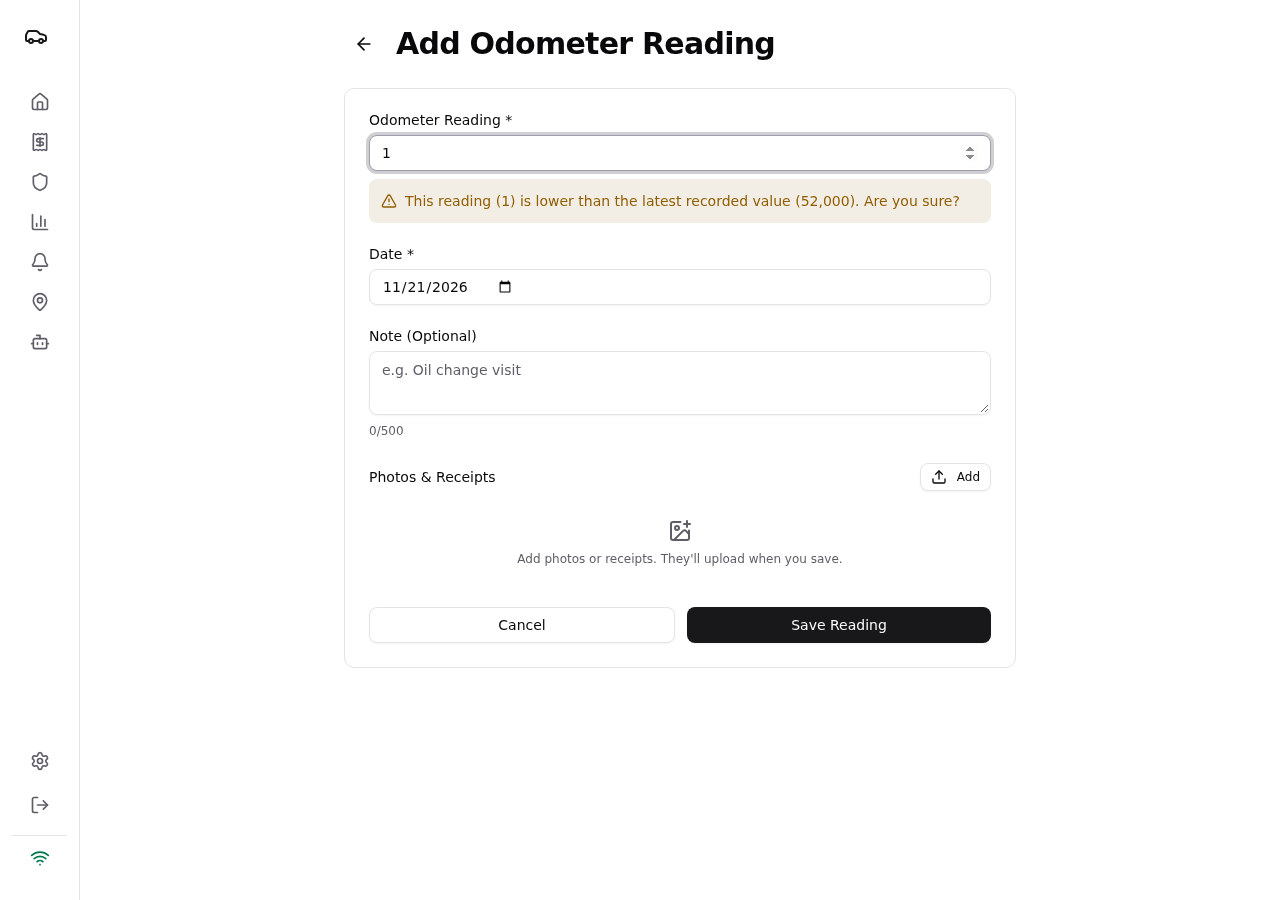 Add Odometer Reading
Odometer Reading *
1
This reading (1) is lower than the latest recorded value (52,000). Are you sure?
Date *
11/21/2026
Note (Optional)
e.g. Oil change visit
0/500
Photos & Receipts
Add
Add photos or receipts. They'll upload when you save.
Cancel
Save Reading